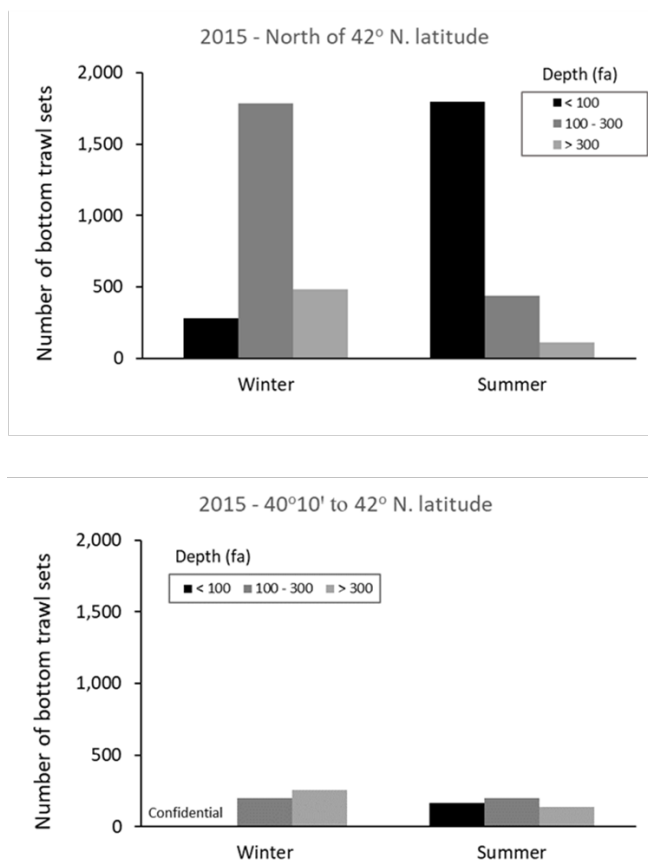 2015 - North of 42° N. latitude
Number of bottom trawl sets
2,000
1,500
1,000
500
0
Depth (fa)
< 100
100 - 300
> 300
Winter
Summer
2015 - 40°10' to 42° N. latitude
Number of bottom trawl sets
2,000
1,500
1,000
500
0
Depth (fa)
< 100 100 - 300 > 300
Confidential
Winter
Summer